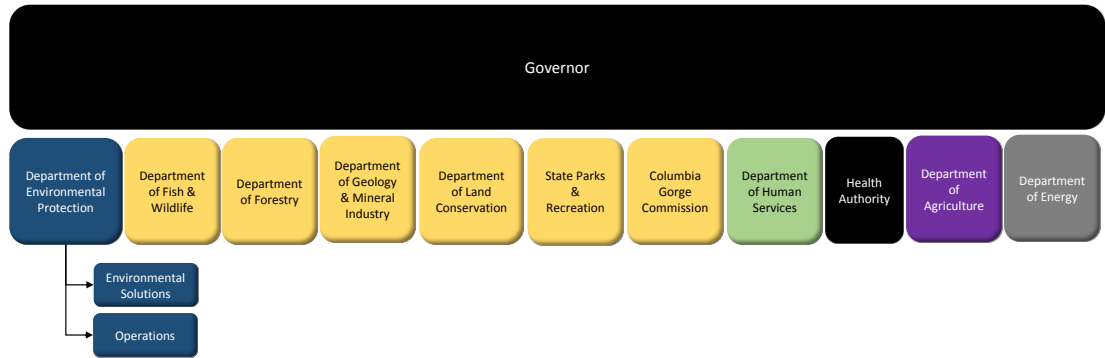 Governor
Department of
Environmental
Protection
Department
of Fish &
Wildlife
Department
of Forestry
Department
of Geology
& Mineral
Industry
Department
of Land
Conservation
State Parks
&
Recreation
Columbia
Gorge
Commission
Department
of Human
Services
Health
Authority
Department
of
Agriculture
Department
of Energy
Environmental
Solutions
Operations